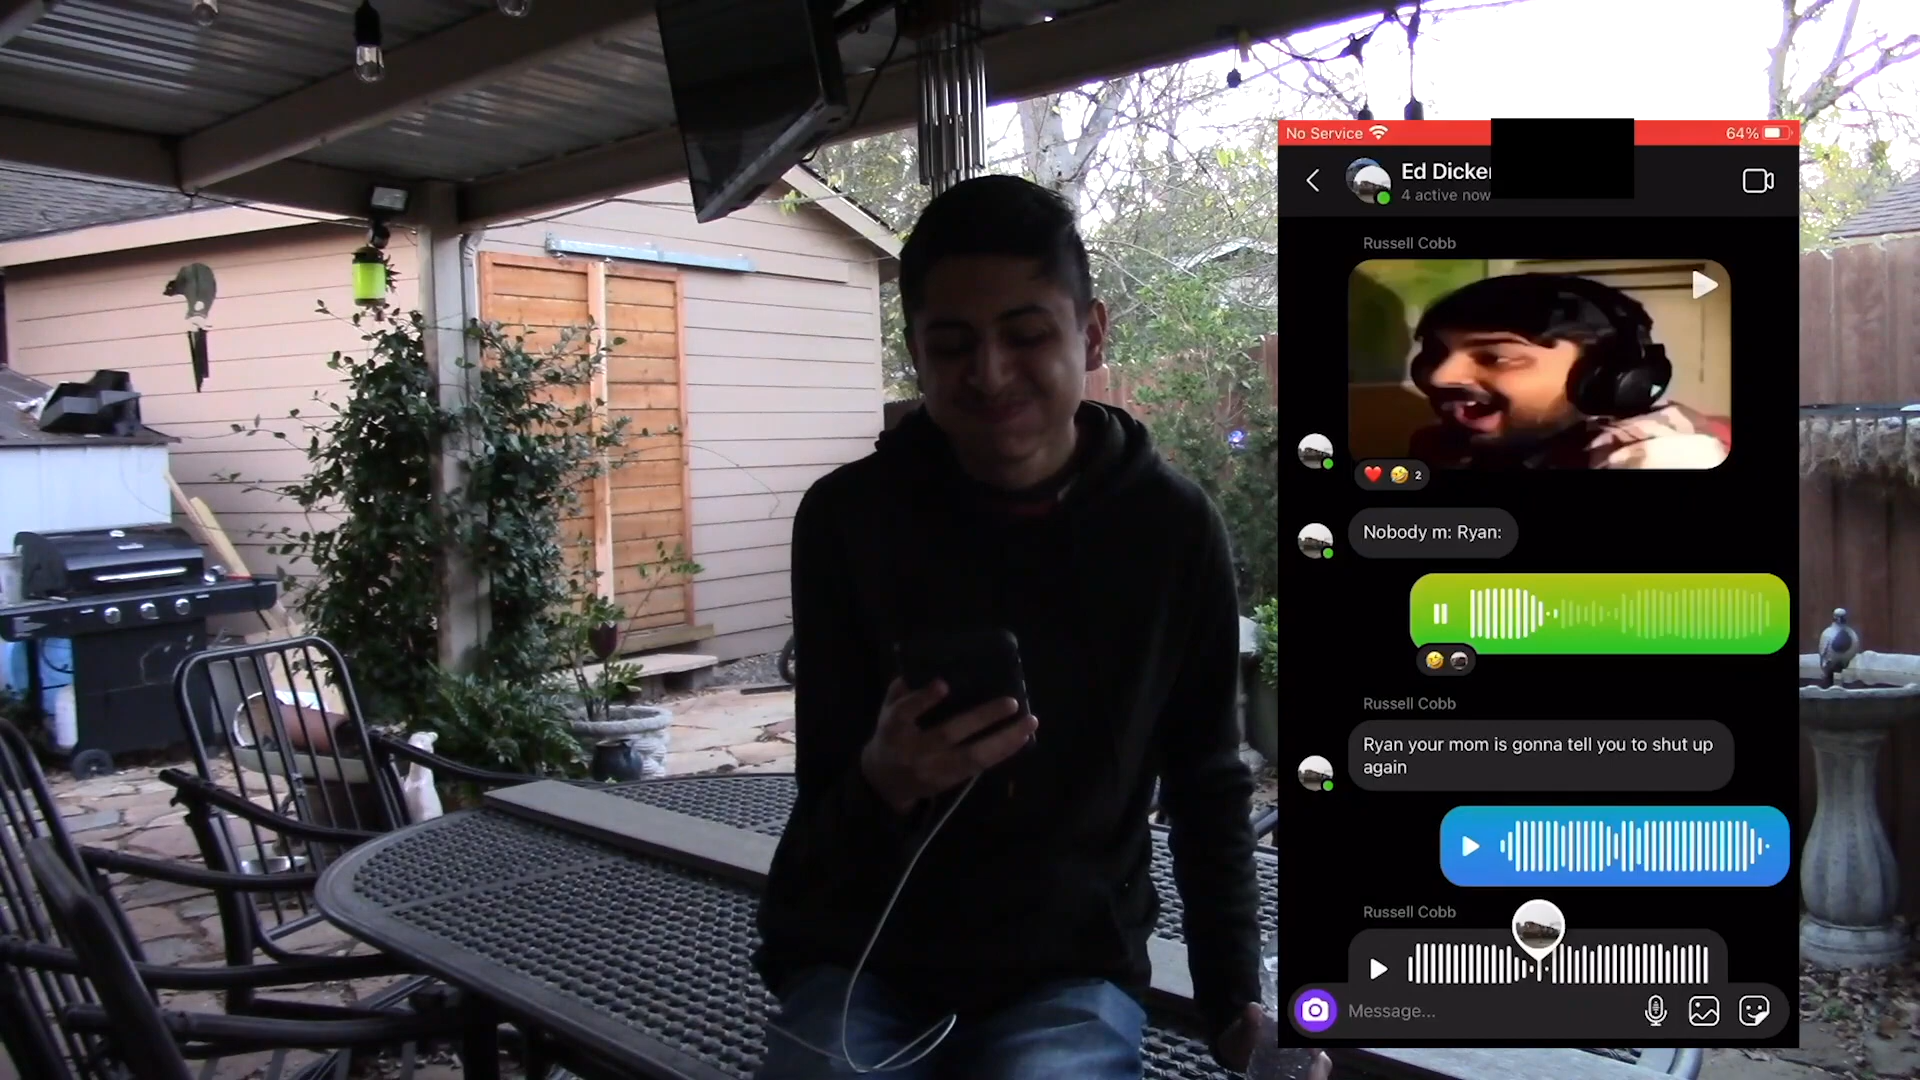 No Service
64%
Ed Dicke
4 active now
Russell Cobb
2
Nobody m: Ryan:
Russell Cobb
Ryan your mom is gonna tell you to shut up
again
Russell Cobb
Message...